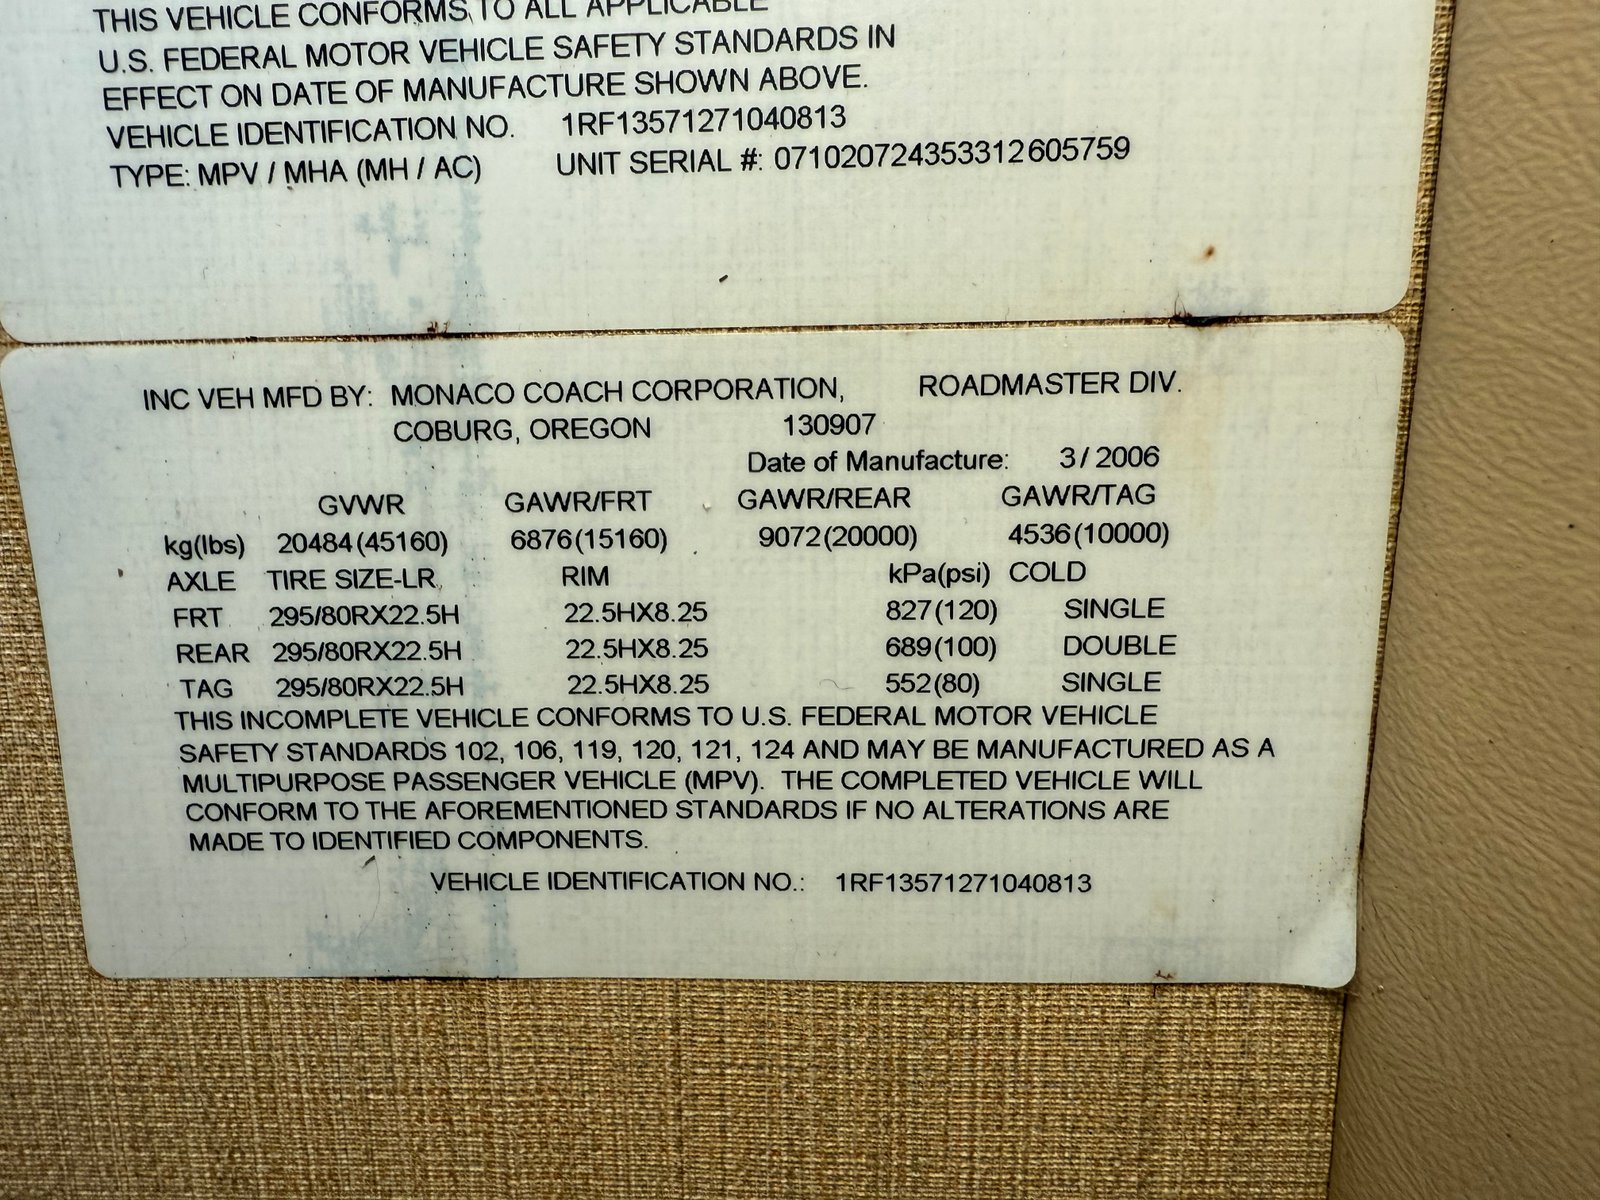 THIS VEHICLE CONFORMS TO ALL APPLICABLE
U.S. FEDERAL MOTOR VEHICLE SAFETY STANDARDS IN
EFFECT ON DATE OF MANUFACTURE SHOWN ABOVE.
VEHICLE IDENTIFICATION NO. 1RF13571271040813
TYPE: MPV / MHA (MH / AC) UNIT SERIAL #: 071020724353312605759
INC VEH MFD BY: MONACO COACH CORPORATION, ROADMASTER DIV.
COBURG, OREGON 130907
Date of Manufacture: 3 / 2006
GVWR GAWR/FRT GAWR/REAR GAWR/TAG
kg(lbs) 20484(45160) 6876(15160) 9072(20000) 4536(10000)
AXLE TIRE SIZE-LR RIM kPa(psi) COLD
FRT 295/80RX22.5H 22.5HX8.25 827(120) SINGLE
REAR 295/80RX22.5H 22.5HX8.25 689(100) DOUBLE
TAG 295/80RX22.5H 22.5HX8.25 552(80) SINGLE
THIS INCOMPLETE VEHICLE CONFORMS TO U.S. FEDERAL MOTOR VEHICLE
SAFETY STANDARDS 102, 106, 119, 120, 121, 124 AND MAY BE MANUFACTURED AS A
MULTIPURPOSE PASSENGER VEHICLE (MPV). THE COMPLETED VEHICLE WILL
CONFORM TO THE AFOREMENTIONED STANDARDS IF NO ALTERATIONS ARE
MADE TO IDENTIFIED COMPONENTS.
VEHICLE IDENTIFICATION NO.: 1RF13571271040813